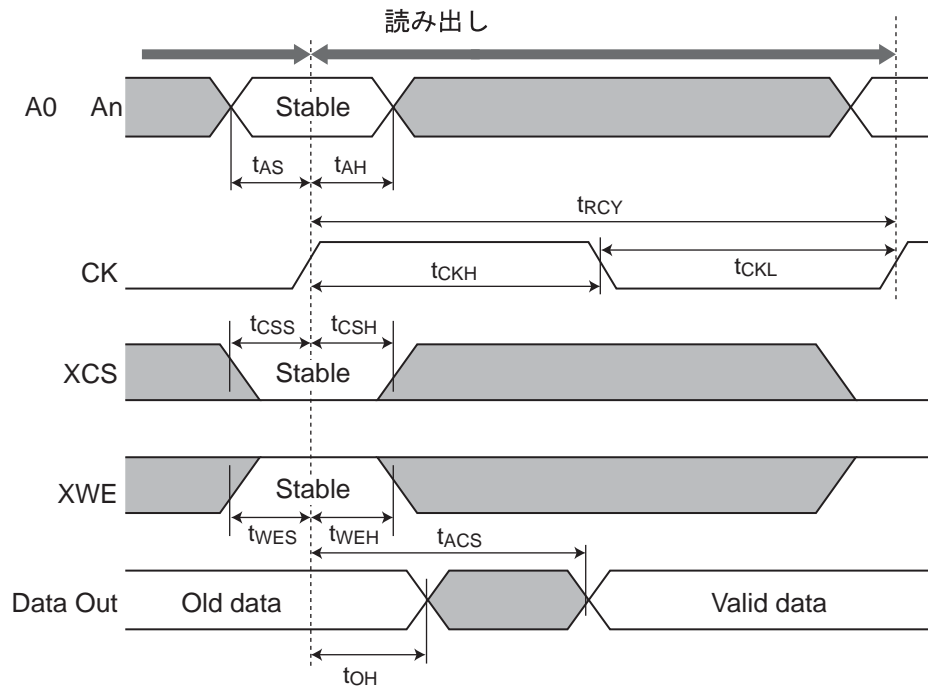 読み出し
A0 An
Stable
tAS
tAH
tRCY
CK
tCKH
tCKL
tCSS
tCSH
XCS
Stable
XWE
Stable
tWES
tWEH
tACS
Data Out
Old data
Valid data
tOH